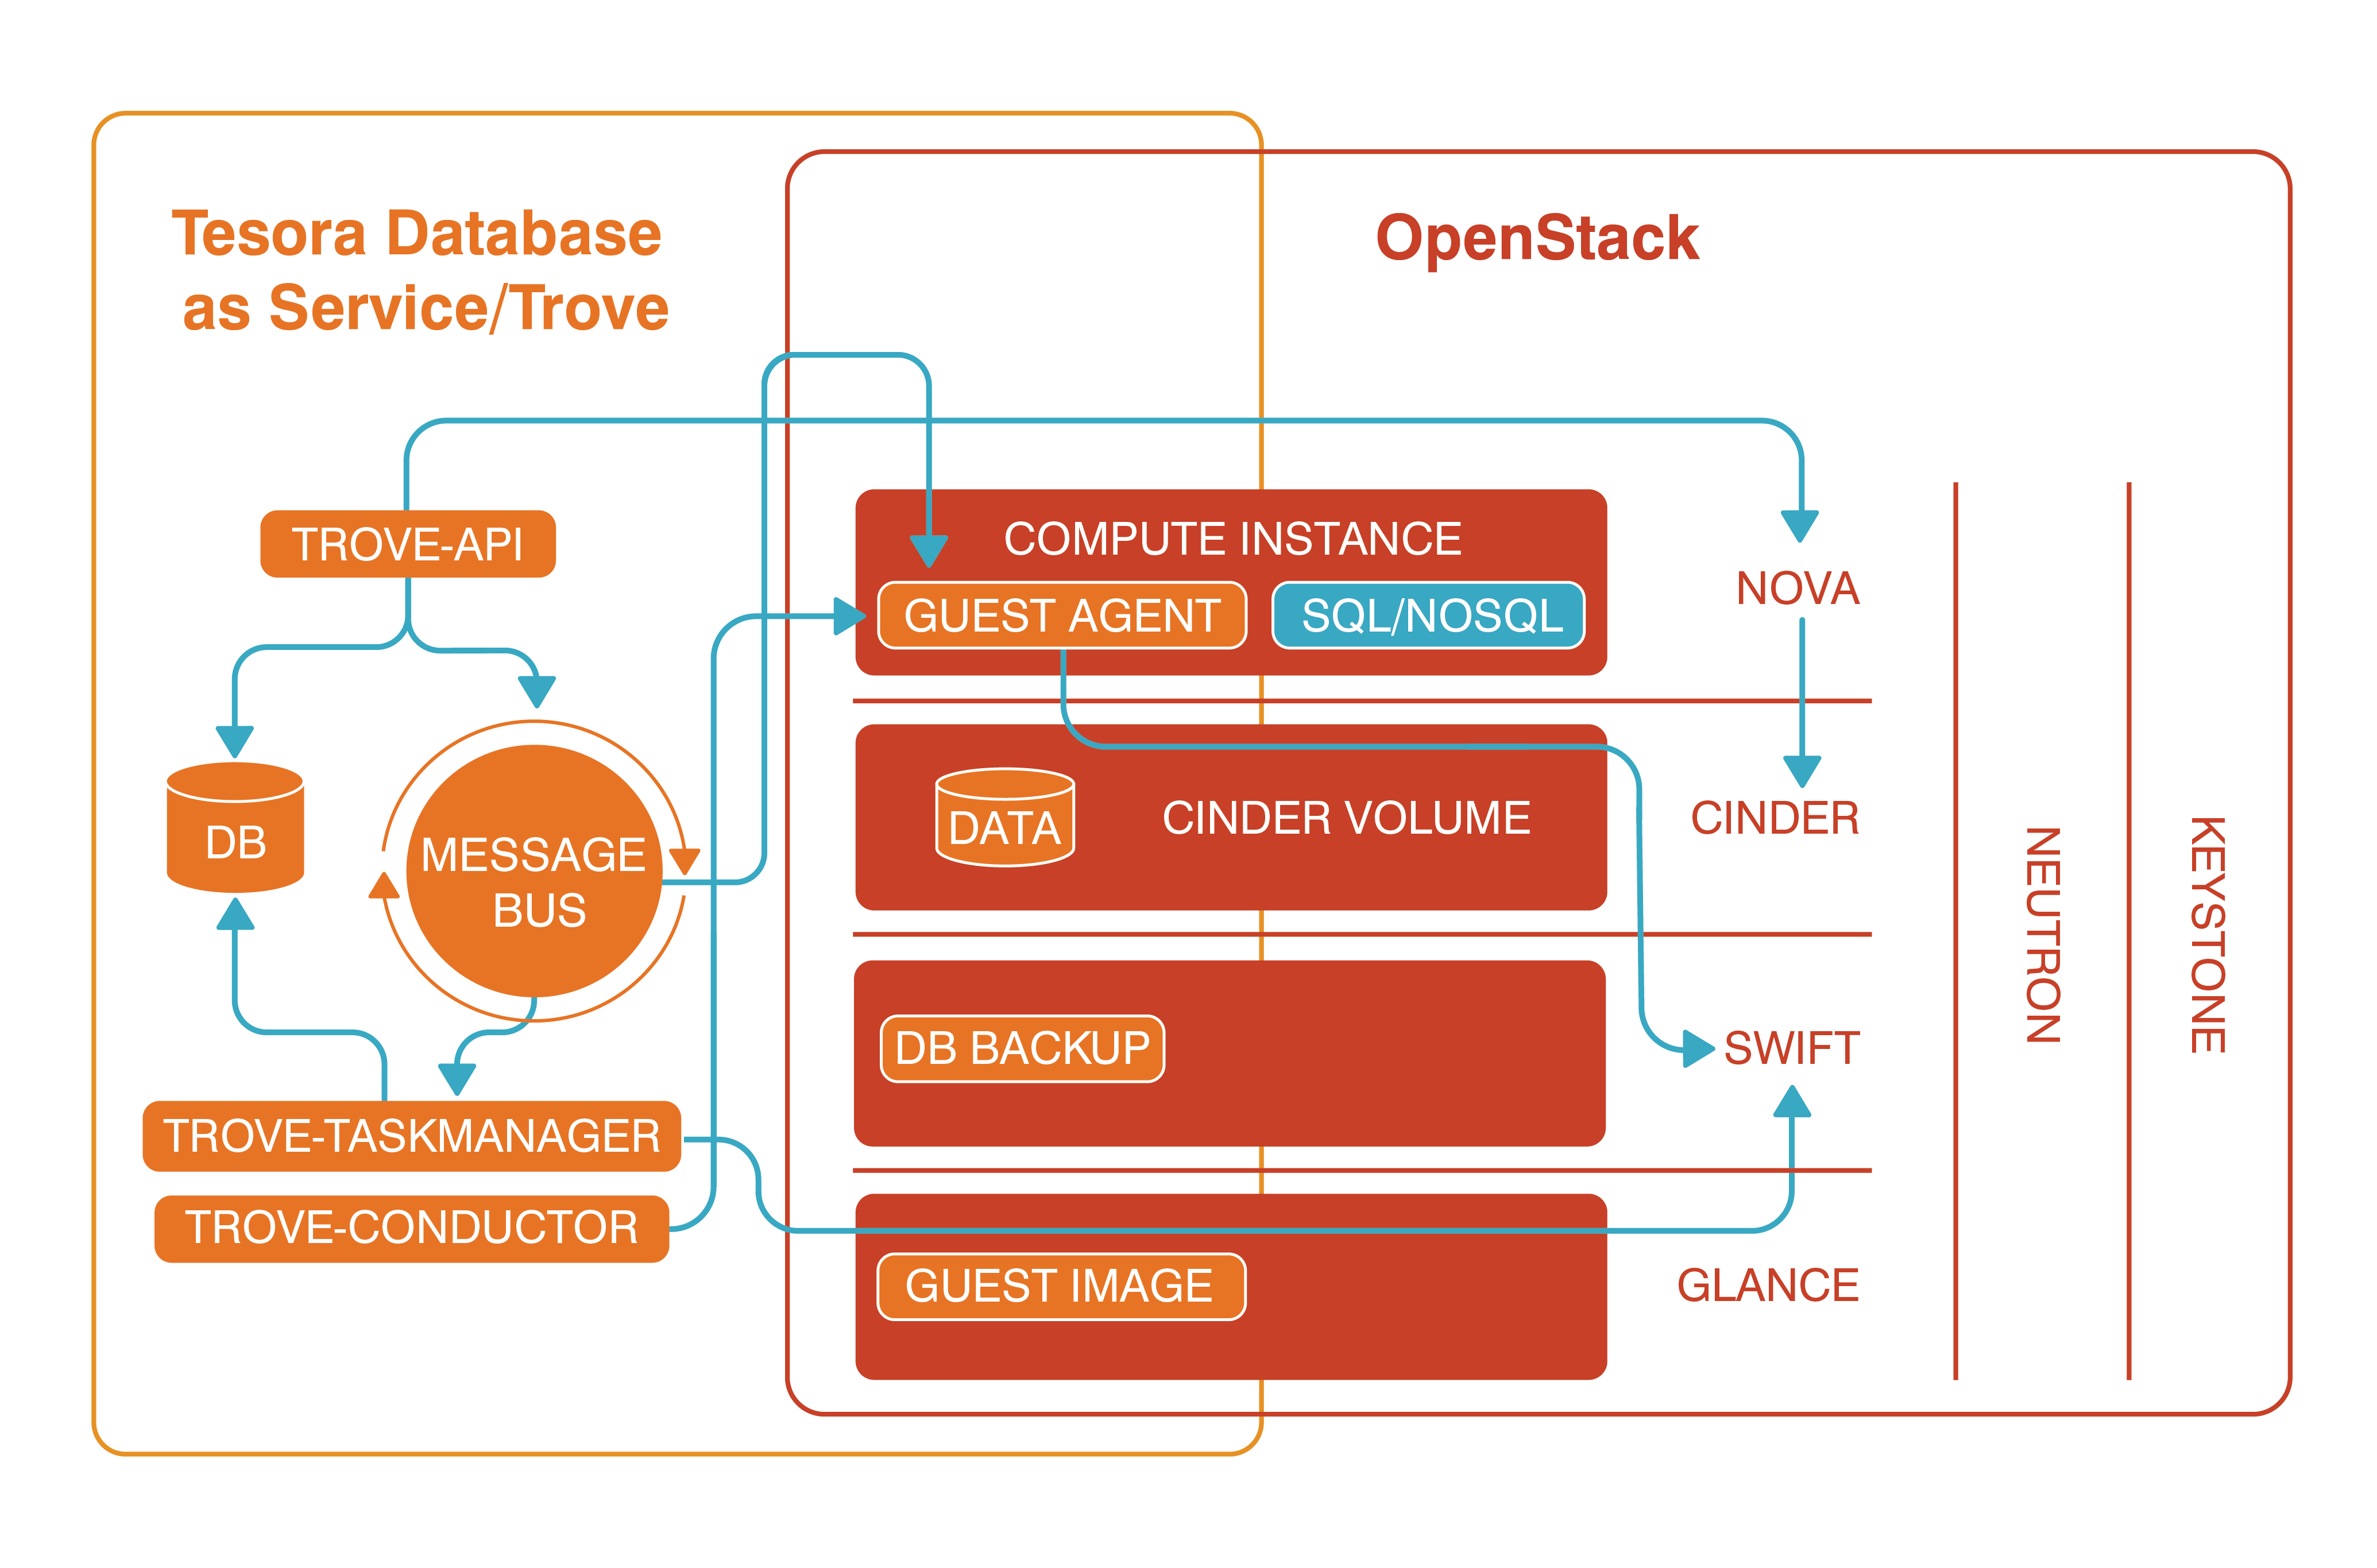 Tesora Database
as Service/Trove
OpenStack
TROVE-API
COMPUTE INSTANCE
GUEST AGENT
SQL/NOSQL
NOVA
DB
MESSAGE
BUS
DATA
CINDER VOLUME
CINDER
NEUTRON
KEYSTONE
DB BACKUP
SWIFT
TROVE-TASKMANAGER
TROVE-CONDUCTOR
GUEST IMAGE
GLANCE